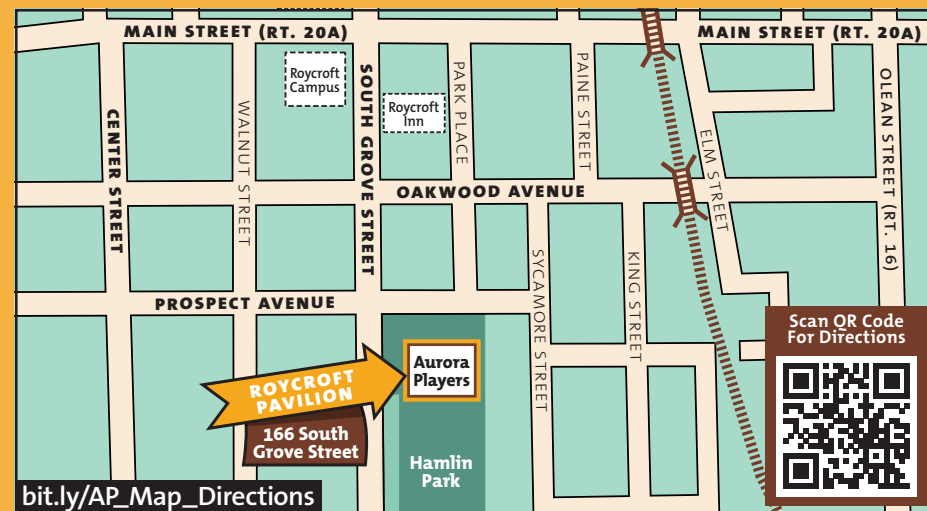 MAIN STREET (RT. 20A)
MAIN STREET (RT. 20A)
Roycroft
Campus
Roycroft
Inn
CENTER STREET
WALNUT STREET
SOUTH GROVE STREET
PARK PLACE
PAINE STREET
ELM STREET
OLEAN STREET (RT. 16)
OAKWOOD AVENUE
SYCAMORE STREET
KING STREET
PROSPECT AVENUE
Scan QR Code
For Directions
Aurora
Players
ROYCROFT
PAVILION
166 South
Grove Street
Hamlin
Park
bit.ly/AP_Map_Directions